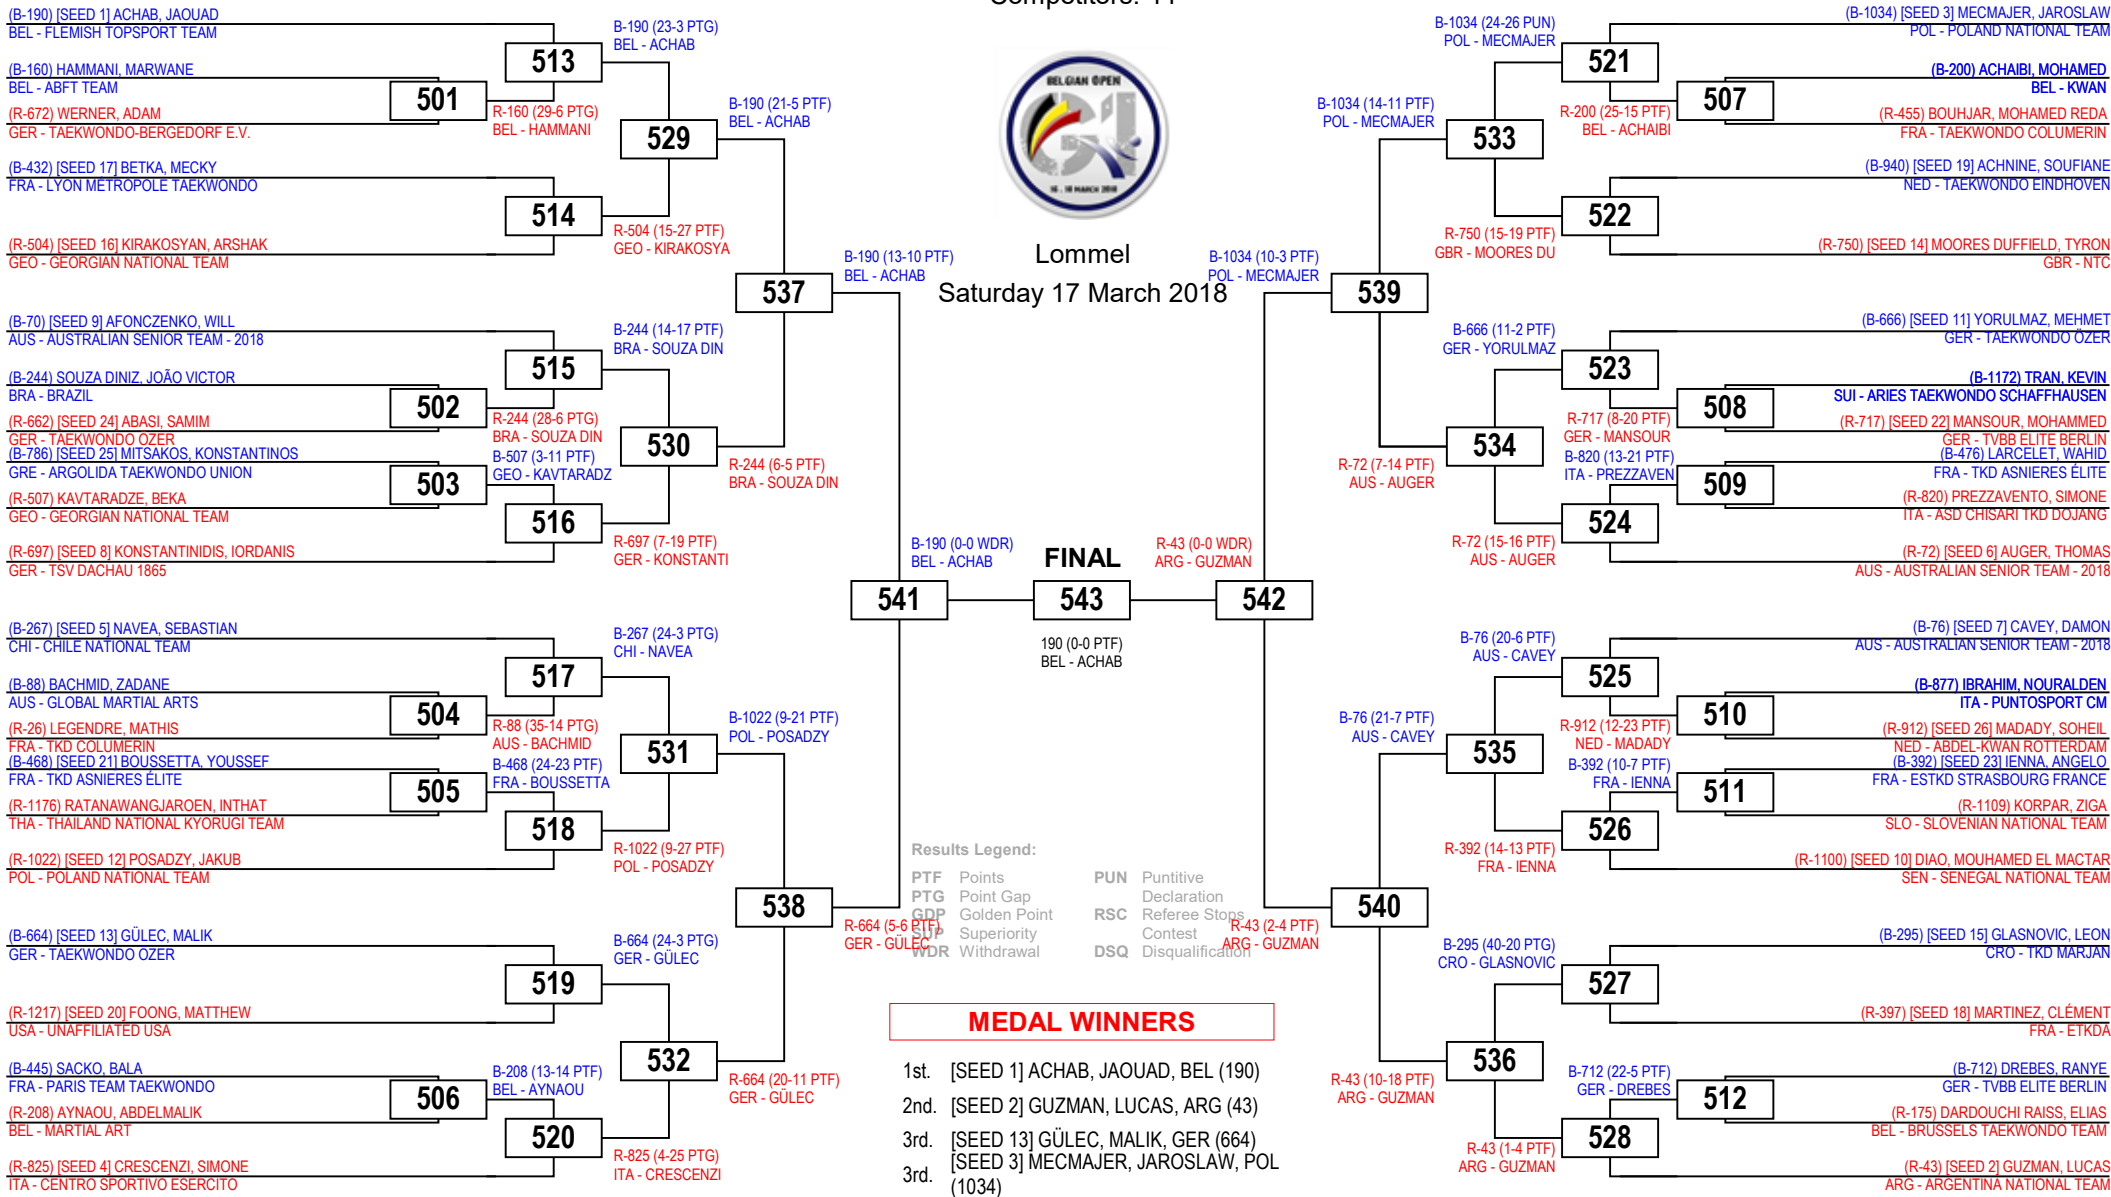 (B-190) [SEED 1] ACHAB, JAOUAD
BEL - FLEMISH TOPSPORT TEAM
(B-160) HAMMANI, MARWANE
BEL - ABFT TEAM
(R-672) WERNER, ADAM
GER - TAEKWONDO-BERGEDORF E.V.
(B-432) [SEED 17] BETKA, MECKY
FRA - LYON MÉTROPOLE TAEKWONDO
(R-504) [SEED 16] KIRAKOSYAN, ARSHAK
GEO - GEORGIAN NATIONAL TEAM
(B-70) [SEED 9] AFONCZENKO, WILL
AUS - AUSTRALIAN SENIOR TEAM - 2018
(B-244) SOUZA DINIZ, JOÃO VICTOR
BRA - BRAZIL
(R-662) [SEED 24] ABASI, SAMIM
GER - TAEKWONDO ÖZER
(B-786) [SEED 25] MITSAKOS, KONSTANTINOS
GRE - ARGOLIDA TAEKWONDO UNION
(R-507) KAVTARADZE, BEKA
GEO - GEORGIAN NATIONAL TEAM
(R-697) [SEED 8] KONSTANTINIDIS, IORDANIS
GER - TSV DACHAU 1865
(B-267) [SEED 5] NAVEA, SEBASTIAN
CHI - CHILE NATIONAL TEAM
(B-88) BACHMID, ZADANE
AUS - GLOBAL MARTIAL ARTS
(R-26) LEGENDRE, MATHIS
FRA - TKD COLUMERIN
(B-468) [SEED 21] BOUSSETTA, YOUSSEF
FRA - TKD ASNIERES ÉLITE
(R-1176) RATANAWANGJAROEN, INTHAT
THA - THAILAND NATIONAL KYORUGI TEAM
(R-1022) [SEED 12] POSADZY, JAKUB
POL - POLAND NATIONAL TEAM
(B-664) [SEED 13] GÜLEC, MALIK
GER - TAEKWONDO ÖZER
(R-1217) [SEED 20] FOONG, MATTHEW
USA - UNAFFILIATED USA
(B-445) SACKO, BALA
FRA - PARIS TEAM TAEKWONDO
(R-208) AYNAOU, ABDELMALIK
BEL - MARTIAL ART
(R-825) [SEED 4] CRESCENZI, SIMONE
ITA - CENTRO SPORTIVO ESERCITO
501
502
503
504
505
506
R-160 (29-6 PTG)
BEL - HAMMANI
R-244 (28-6 PTG)
BRA - SOUZA DIN
B-507 (3-11 PTF)
GEO - KAVTARADZ
R-88 (35-14 PTG)
AUS - BACHMID
B-468 (24-23 PTF)
FRA - BOUSSETTA
B-208 (13-14 PTF)
BEL - AYNAOU
513
514
515
516
517
518
519
520
B-190 (23-3 PTG)
BEL - ACHAB
R-504 (15-27 PTF)
GEO - KIRAKOSYA
B-244 (14-17 PTF)
BRA - SOUZA DIN
R-697 (7-19 PTF)
GER - KONSTANTI
B-267 (24-3 PTG)
CHI - NAVEA
R-1022 (9-27 PTF)
POL - POSADZY
B-664 (24-3 PTG)
GER - GÜLEC
R-825 (4-25 PTG)
ITA - CRESCENZI
529
530
531
532
B-190 (21-5 PTF)
BEL - ACHAB
R-244 (6-5 PTF)
BRA - SOUZA DIN
B-1022 (9-21 PTF)
POL - POSADZY
R-664 (20-11 PTF)
GER - GÜLEC
537
538
B-190 (13-10 PTF)
BEL - ACHAB
R-664 (5-6 PTF)
GER - GÜLEC
541
B-190 (0-0 WDR)
BEL - ACHAB
BELGIAN OPEN
G1
16 - 18 MARCH 2018
Lommel
Saturday 17 March 2018
FINAL
543
190 (0-0 PTF)
BEL - ACHAB
R-43 (0-0 WDR)
ARG - GUZMAN
542
B-1034 (10-3 PTF)
POL - MECMAJER
R-43 (2-4 PTF)
ARG - GUZMAN
539
540
B-1034 (14-11 PTF)
POL - MECMAJER
R-72 (7-14 PTF)
AUS - AUGER
B-76 (21-7 PTF)
AUS - CAVEY
R-43 (10-18 PTF)
ARG - GUZMAN
533
534
535
536
B-1034 (24-26 PUN)
POL - MECMAJER
R-750 (15-19 PTF)
GBR - MOORES DU
B-666 (11-2 PTF)
GER - YORULMAZ
R-72 (15-16 PTF)
AUS - AUGER
B-76 (20-6 PTF)
AUS - CAVEY
R-392 (14-13 PTF)
FRA - IENNA
B-295 (40-20 PTG)
CRO - GLASNOVIC
R-43 (1-4 PTF)
ARG - GUZMAN
521
522
523
524
525
526
527
528
R-200 (25-15 PTF)
BEL - ACHAIBI
R-717 (8-20 PTF)
GER - MANSOUR
B-820 (13-21 PTF)
ITA - PREZZAVEN
R-912 (12-23 PTF)
NED - MADADY
B-392 (10-7 PTF)
FRA - IENNA
B-712 (22-5 PTF)
GER - DREBES
507
508
509
510
511
512
(B-1034) [SEED 3] MECMAJER, JAROSLAW
POL - POLAND NATIONAL TEAM
(B-200) ACHAIBI, MOHAMED
BEL - KWAN
(R-455) BOUHJAR, MOHAMED REDA
FRA - TAEKWONDO COLUMERIN
(B-940) [SEED 19] ACHNINE, SOUFIANE
NED - TAEKWONDO EINDHOVEN
(R-750) [SEED 14] MOORES DUFFIELD, TYRON
GBR - NTC
(B-666) [SEED 11] YORULMAZ, MEHMET
GER - TAEKWONDO ÖZER
(B-1172) TRAN, KEVIN
SUI - ARIES TAEKWONDO SCHAFFHAUSEN
(R-717) [SEED 22] MANSOUR, MOHAMMED
GER - TVBB ELITE BERLIN
(B-476) LARCELET, WAHID
FRA - TKD ASNIERES ÉLITE
(R-820) PREZZAVENTO, SIMONE
ITA - ASD CHISARI TKD DOJANG
(R-72) [SEED 6] AUGER, THOMAS
AUS - AUSTRALIAN SENIOR TEAM - 2018
(B-76) [SEED 7] CAVEY, DAMON
AUS - AUSTRALIAN SENIOR TEAM - 2018
(B-877) IBRAHIM, NOURALDEN
ITA - PUNTOSPORT CM
(R-912) [SEED 26] MADADY, SOHEIL
NED - ABDEL-KWAN ROTTERDAM
(B-392) [SEED 23] IENNA, ANGELO
FRA - ESTKD STRASBOURG FRANCE
(R-1109) KORPAR, ZIGA
SLO - SLOVENIAN NATIONAL TEAM
(R-1100) [SEED 10] DIAO, MOUHAMED EL MACTAR
SEN - SENEGAL NATIONAL TEAM
(B-295) [SEED 15] GLASNOVIC, LEON
CRO - TKD MARJAN
(R-397) [SEED 18] MARTINEZ, CLÉMENT
FRA - ETKDA
(B-712) DREBES, RANYE
GER - TVBB ELITE BERLIN
(R-175) DARDOUCHI RAISS, ELIAS
BEL - BRUSSELS TAEKWONDO TEAM
(R-43) [SEED 2] GUZMAN, LUCAS
ARG - ARGENTINA NATIONAL TEAM
Results Legend:
PTF Points PUN Puntitive
PTG Point Gap Declaration
GDP Golden Point RSC Referee Stops
SUP Superiority Contest
WDR Withdrawal DSQ Disqualification
MEDAL WINNERS
1st. [SEED 1] ACHAB, JAOUAD, BEL (190)
2nd. [SEED 2] GUZMAN, LUCAS, ARG (43)
3rd. [SEED 13] GÜLEC, MALIK, GER (664)
3rd. [SEED 3] MECMAJER, JAROSLAW, POL
(1034)